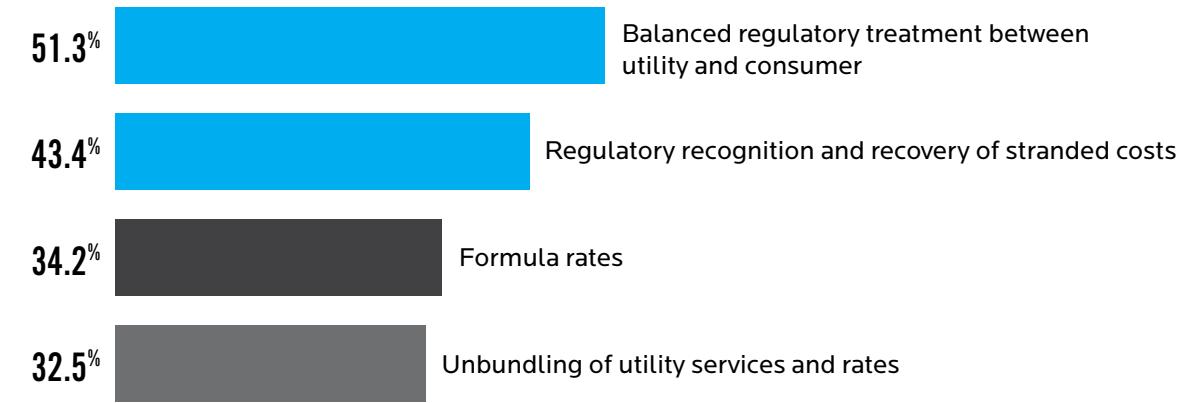 51.3%
Balanced regulatory treatment between
utility and consumer
43.4%
Regulatory recognition and recovery of stranded costs
34.2%
Formula rates
32.5%
Unbundling of utility services and rates